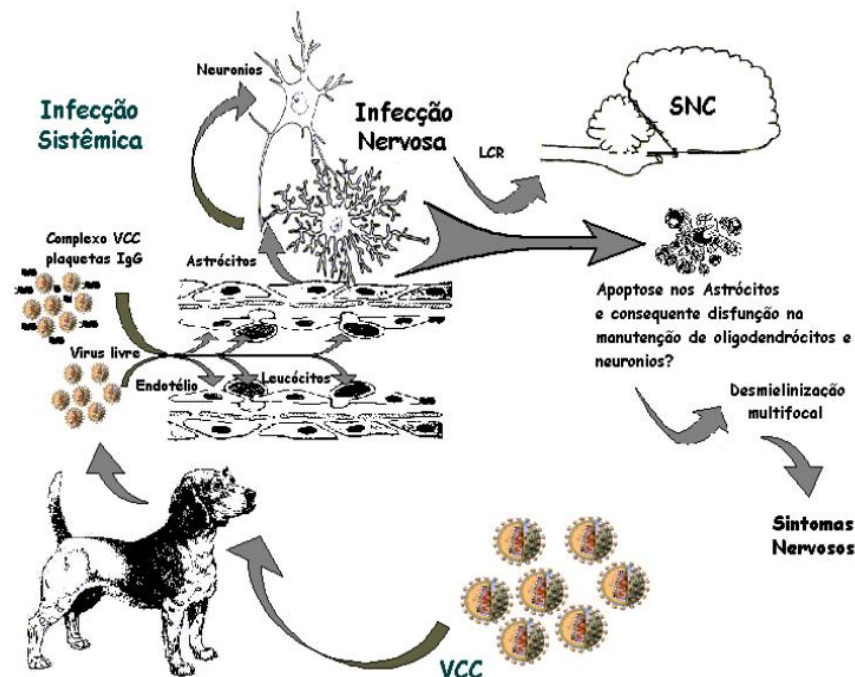 Neuronios
Infecção
Sistêmica
Infecção
Nervosa
LCR
SNC
Complexo VCC
plaquetas IgG
Astrócitos
Virus livre
Endotélio
Leucócitos
Apoptose nos Astrócitos
e consequente disfunção na
manutenção de oligodendrócitos e
neuronios?
Desmielinização
multifocal
Sintomas
Nervosos
VCC